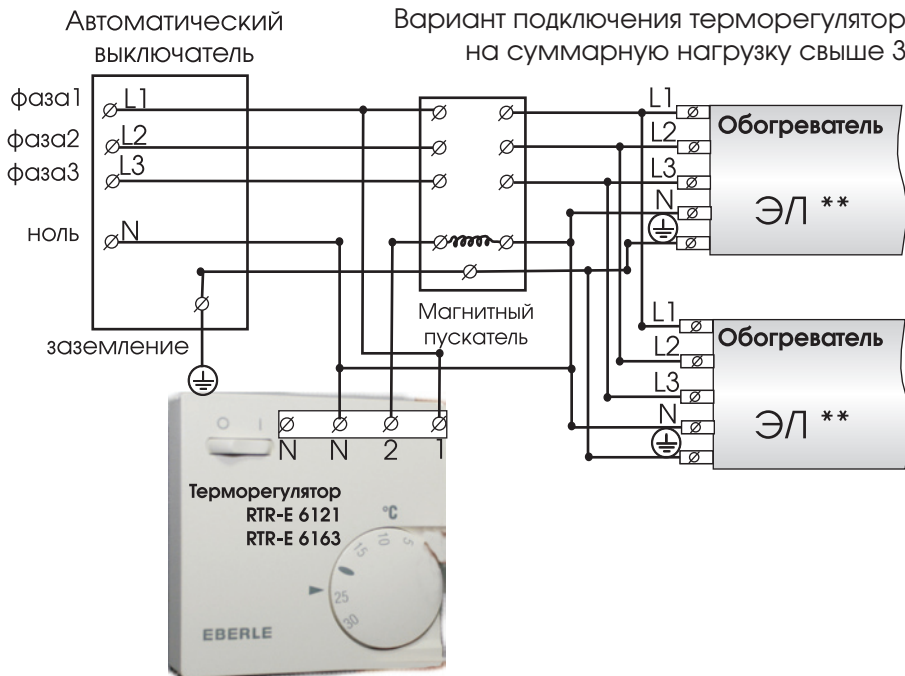 Автоматический
выключатель
Вариант подключения терморегулятор
на суммарную нагрузку свыше 3
фаза1
L1
фаза2
L2
фаза3
L3
ноль
N
заземление
Магнитный
пускатель
L1
L2
L3
N
Обогреватель
ЭЛ **
L1
L2
L3
N
Обогреватель
ЭЛ **
O I
N N 2 1
Терморегулятор
RTR-E 6121
RTR-E 6163
°C
5
10
15
25
30
EBERLE